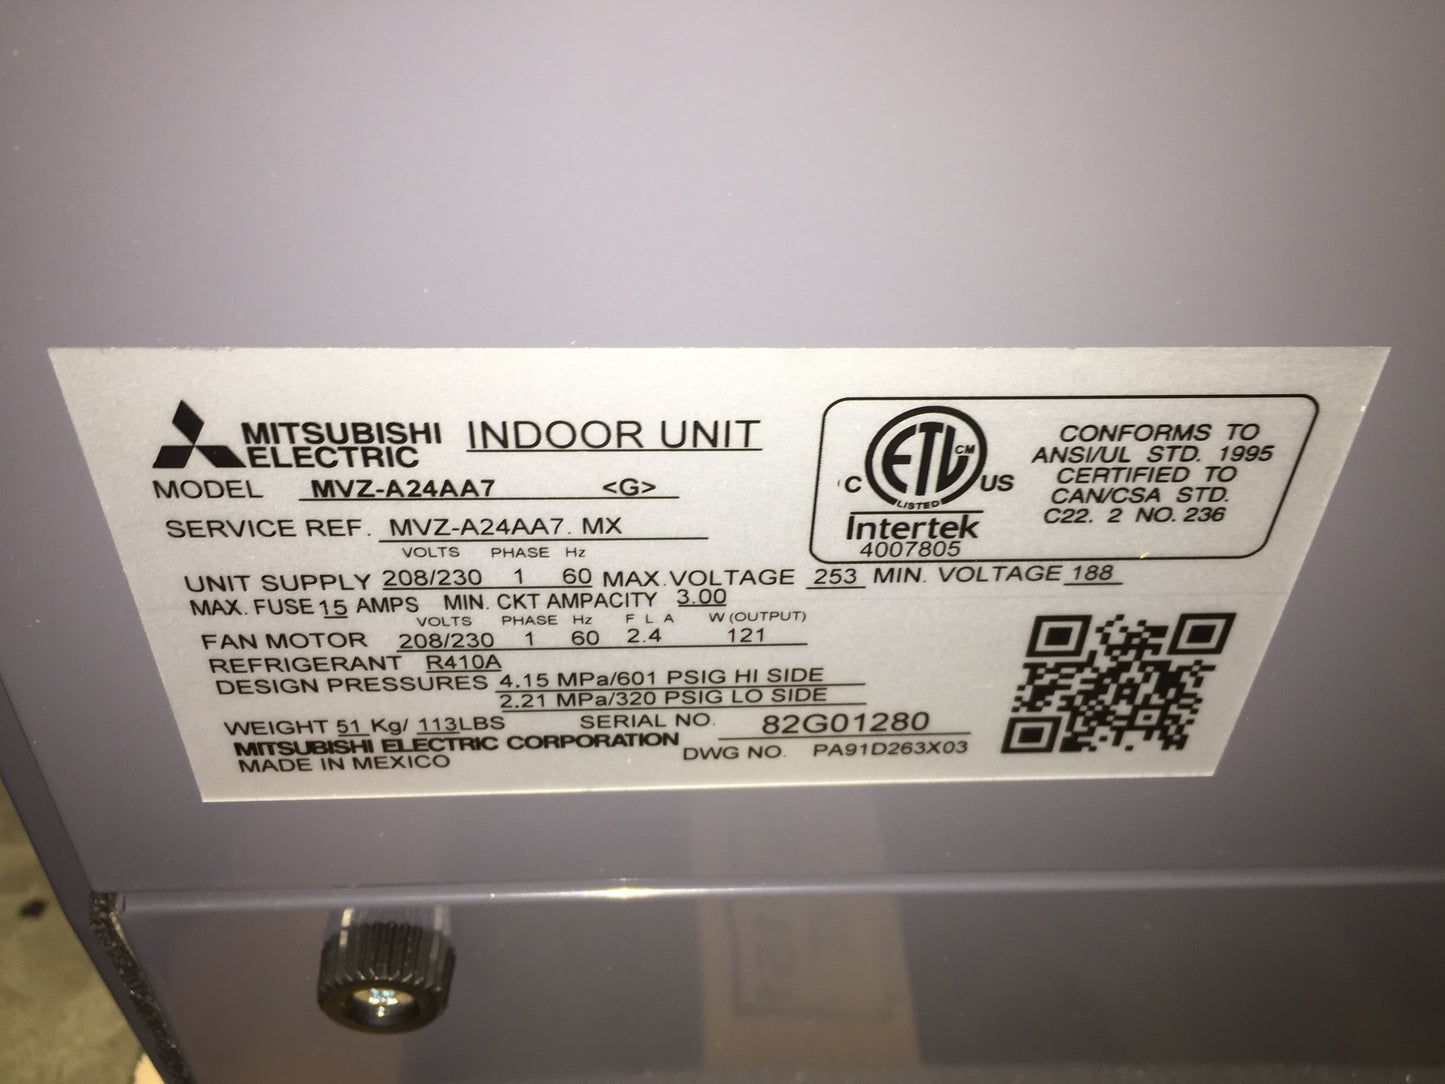 MITSUBISHI ELECTRIC INDOOR UNIT
MODEL MVZ-A24AA7 <G>
SERVICE REF. MVZ-A24AA7. MX
VOLTS PHASE Hz
UNIT SUPPLY 208/230 1 60 MAX. VOLTAGE 253 MIN. VOLTAGE 188
MAX. FUSE 15 AMPS MIN. CKT AMPACITY 3.00
VOLTS PHASE Hz F L A W (OUTPUT)
FAN MOTOR 208/230 1 60 2.4 121
REFRIGERANT R410A
DESIGN PRESSURES 4.15 MPa/601 PSIG HI SIDE
2.21 MPa/320 PSIG LO SIDE
WEIGHT 51 Kg/ 113LBS SERIAL NO. 82G01280
MITSUBISHI ELECTRIC CORPORATION DWG NO. PA91D263X03
MADE IN MEXICO
C ETL CM US
LISTED
Intertek
4007805
CONFORMS TO
ANSI/UL STD. 1995
CERTIFIED TO
CAN/CSA STD.
C22. 2 NO. 236